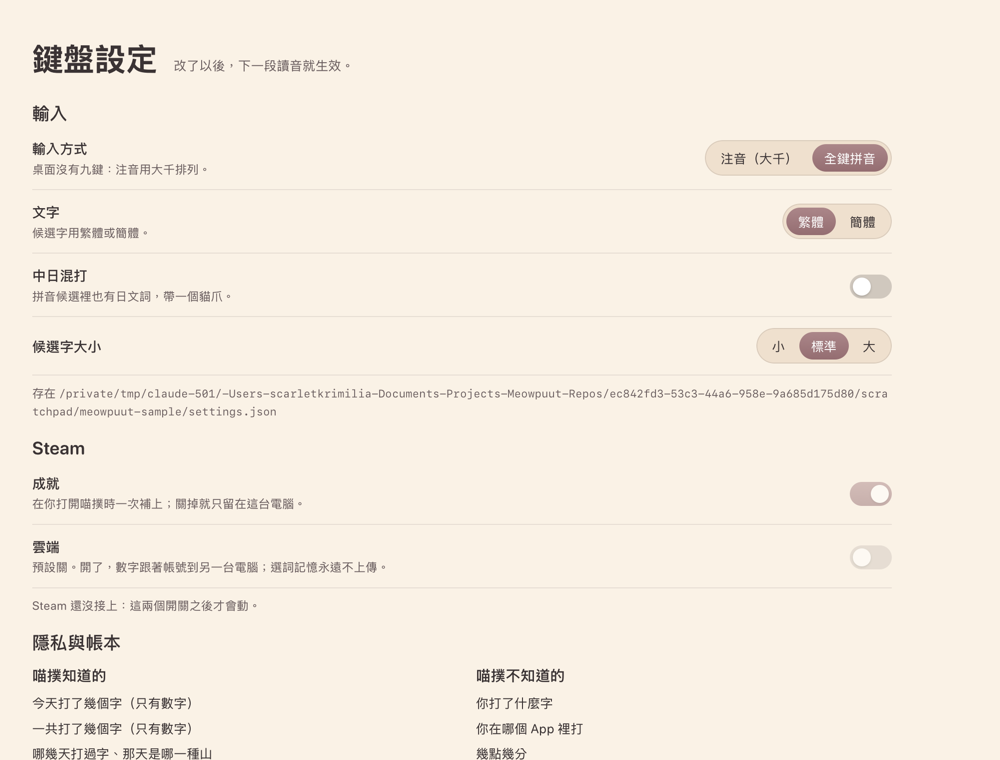 鍵盤設定 改了以後，下一段讀音就生效。
輸入
輸入方式
桌面沒有九鍵：注音用大千排列。
注音（大千） 全鍵拼音
文字
候選字用繁體或簡體。
繁體 簡體
中日混打
拼音候選裡也有日文詞，帶一個貓爪。
候選字大小
小 標準 大
存在 /private/tmp/claude-501/-Users-scarletkrimilia-Documents-Projects-Meowpuut-Repos/ec842fd3-53c3-44a6-958e-9a685d175d80/scra
tchpad/meowpuut-sample/settings.json
Steam
成就
在你打開喵撲時一次補上；關掉就只留在這台電腦。
雲端
預設關。開了，數字跟著帳號到另一台電腦；選詞記憶永遠不上傳。
Steam 還沒接上：這兩個開關之後才會動。
隱私與帳本
喵撲知道的 喵撲不知道的
今天打了幾個字（只有數字） 你打了什麼字
一共打了幾個字（只有數字） 你在哪個 App 裡打
哪幾天打過字、那天是哪一種山 幾點幾分